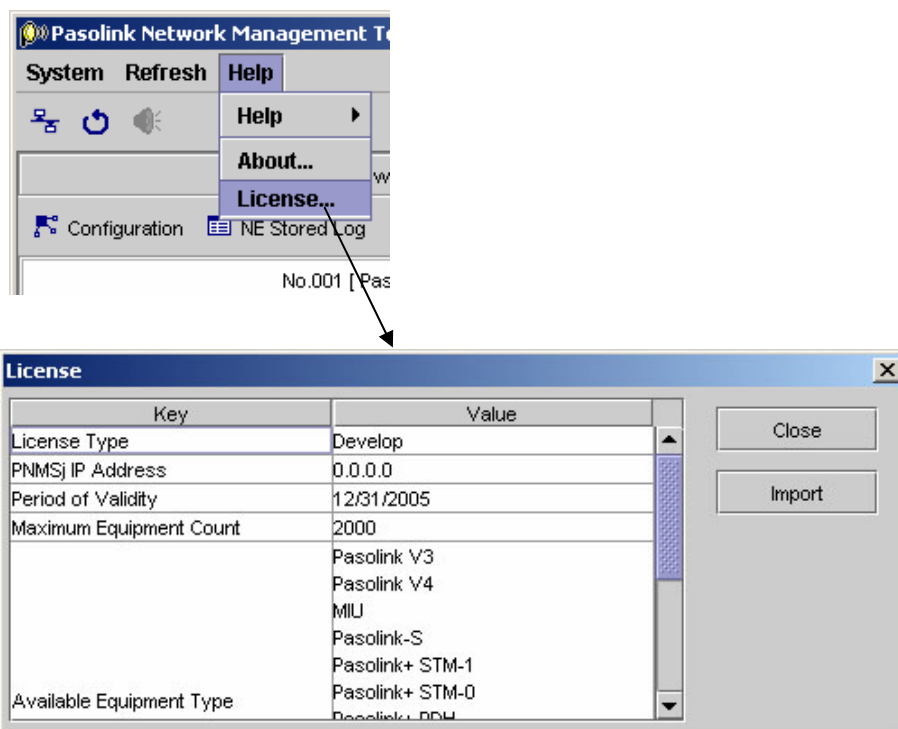 Pasolink Network Management
System Refresh Help
Help
About...
License...
Configuration NE Stored Log
No.001 [ Pas
License
Key Value
License Type Develop
PNMSj IP Address 0.0.0.0
Period of Validity 12/31/2005
Maximum Equipment Count 2000
Pasolink V3
Pasolink V4
MIU
Pasolink-S
Pasolink+ STM-1
Available Equipment Type Pasolink+ STM-0
Pasolink+ PDH
Close
Import